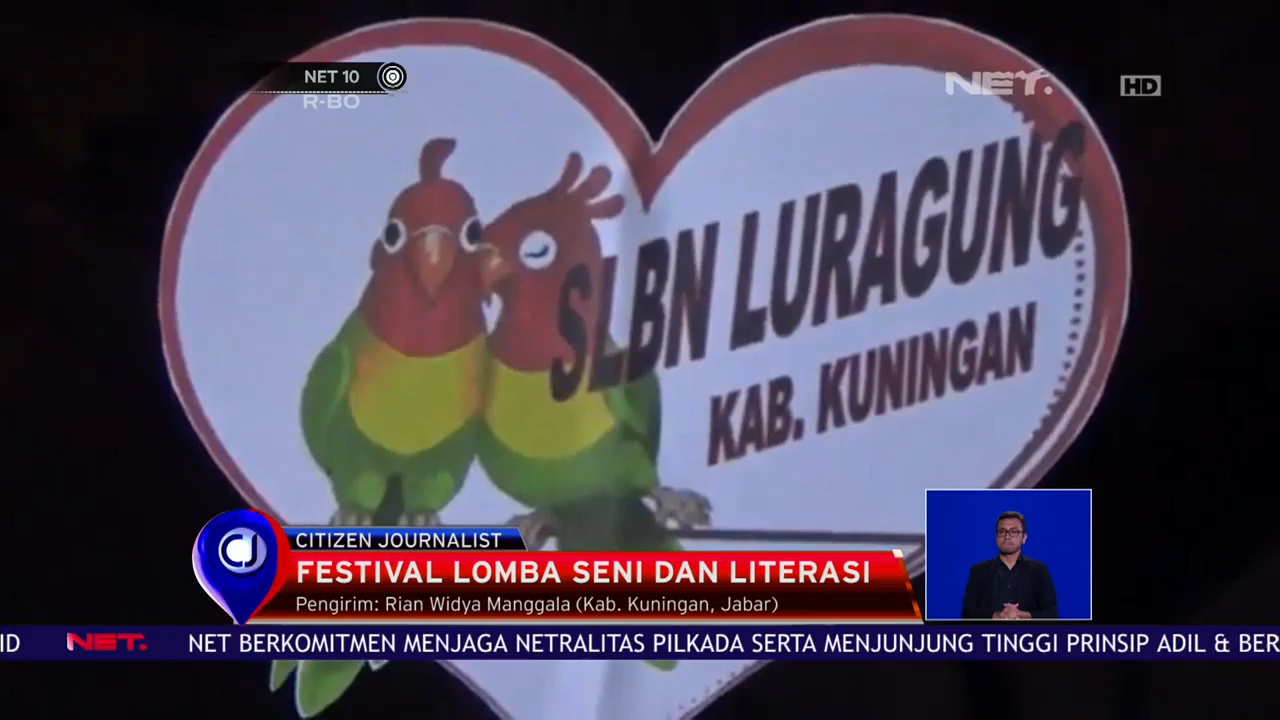 NET 10
R-BO
NET.
HD
SLBN LURAGUNG
KAB. KUNINGAN
CJ
CITIZEN JOURNALIST
FESTIVAL LOMBA SENI DAN LITERASI
Pengirim: Rian Widya Manggala (Kab. Kuningan, Jabar)
ID NET. NET BERKOMITMEN MENJAGA NETRALITAS PILKADA SERTA MENJUNJUNG TINGGI PRINSIP ADIL & BER